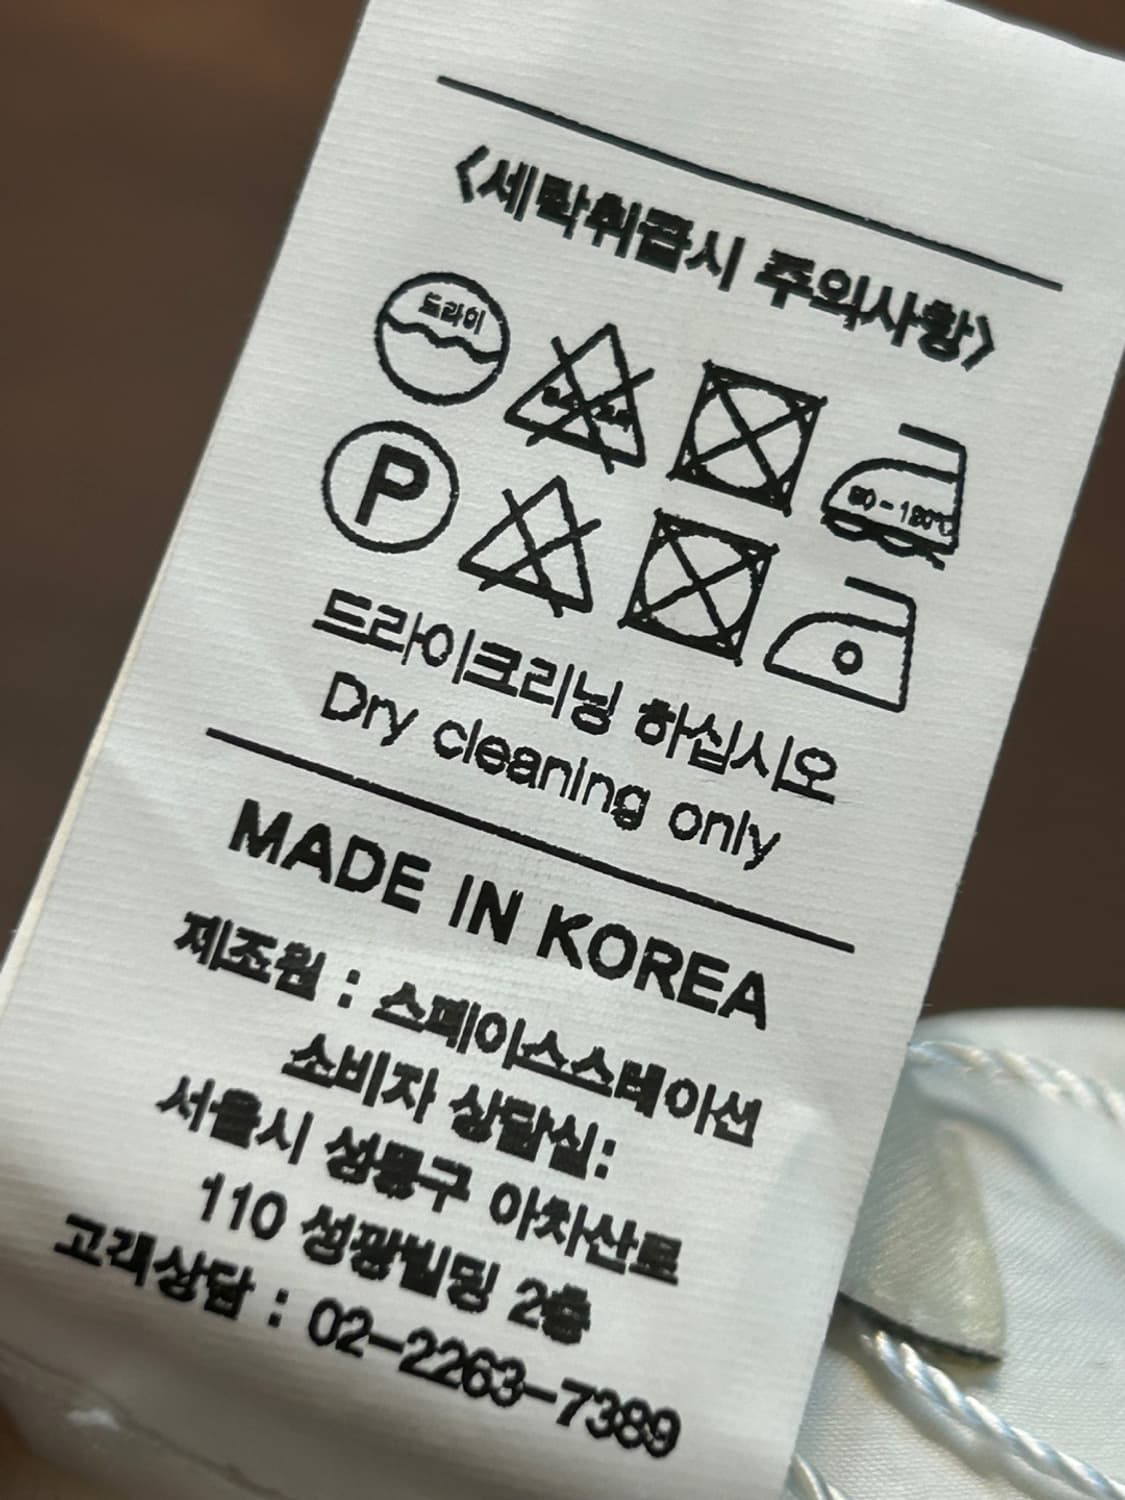 <세탁취급시 주의사항>
드라이
80-120℃
P
드라이크리닝 하십시오
Dry cleaning only
MADE IN KOREA
제조원 : 스페이스스테이션
소비자 상담실:
서울시 성동구 아차산로
110 성광빌딩 2층
고객상담 : 02-2263-7389